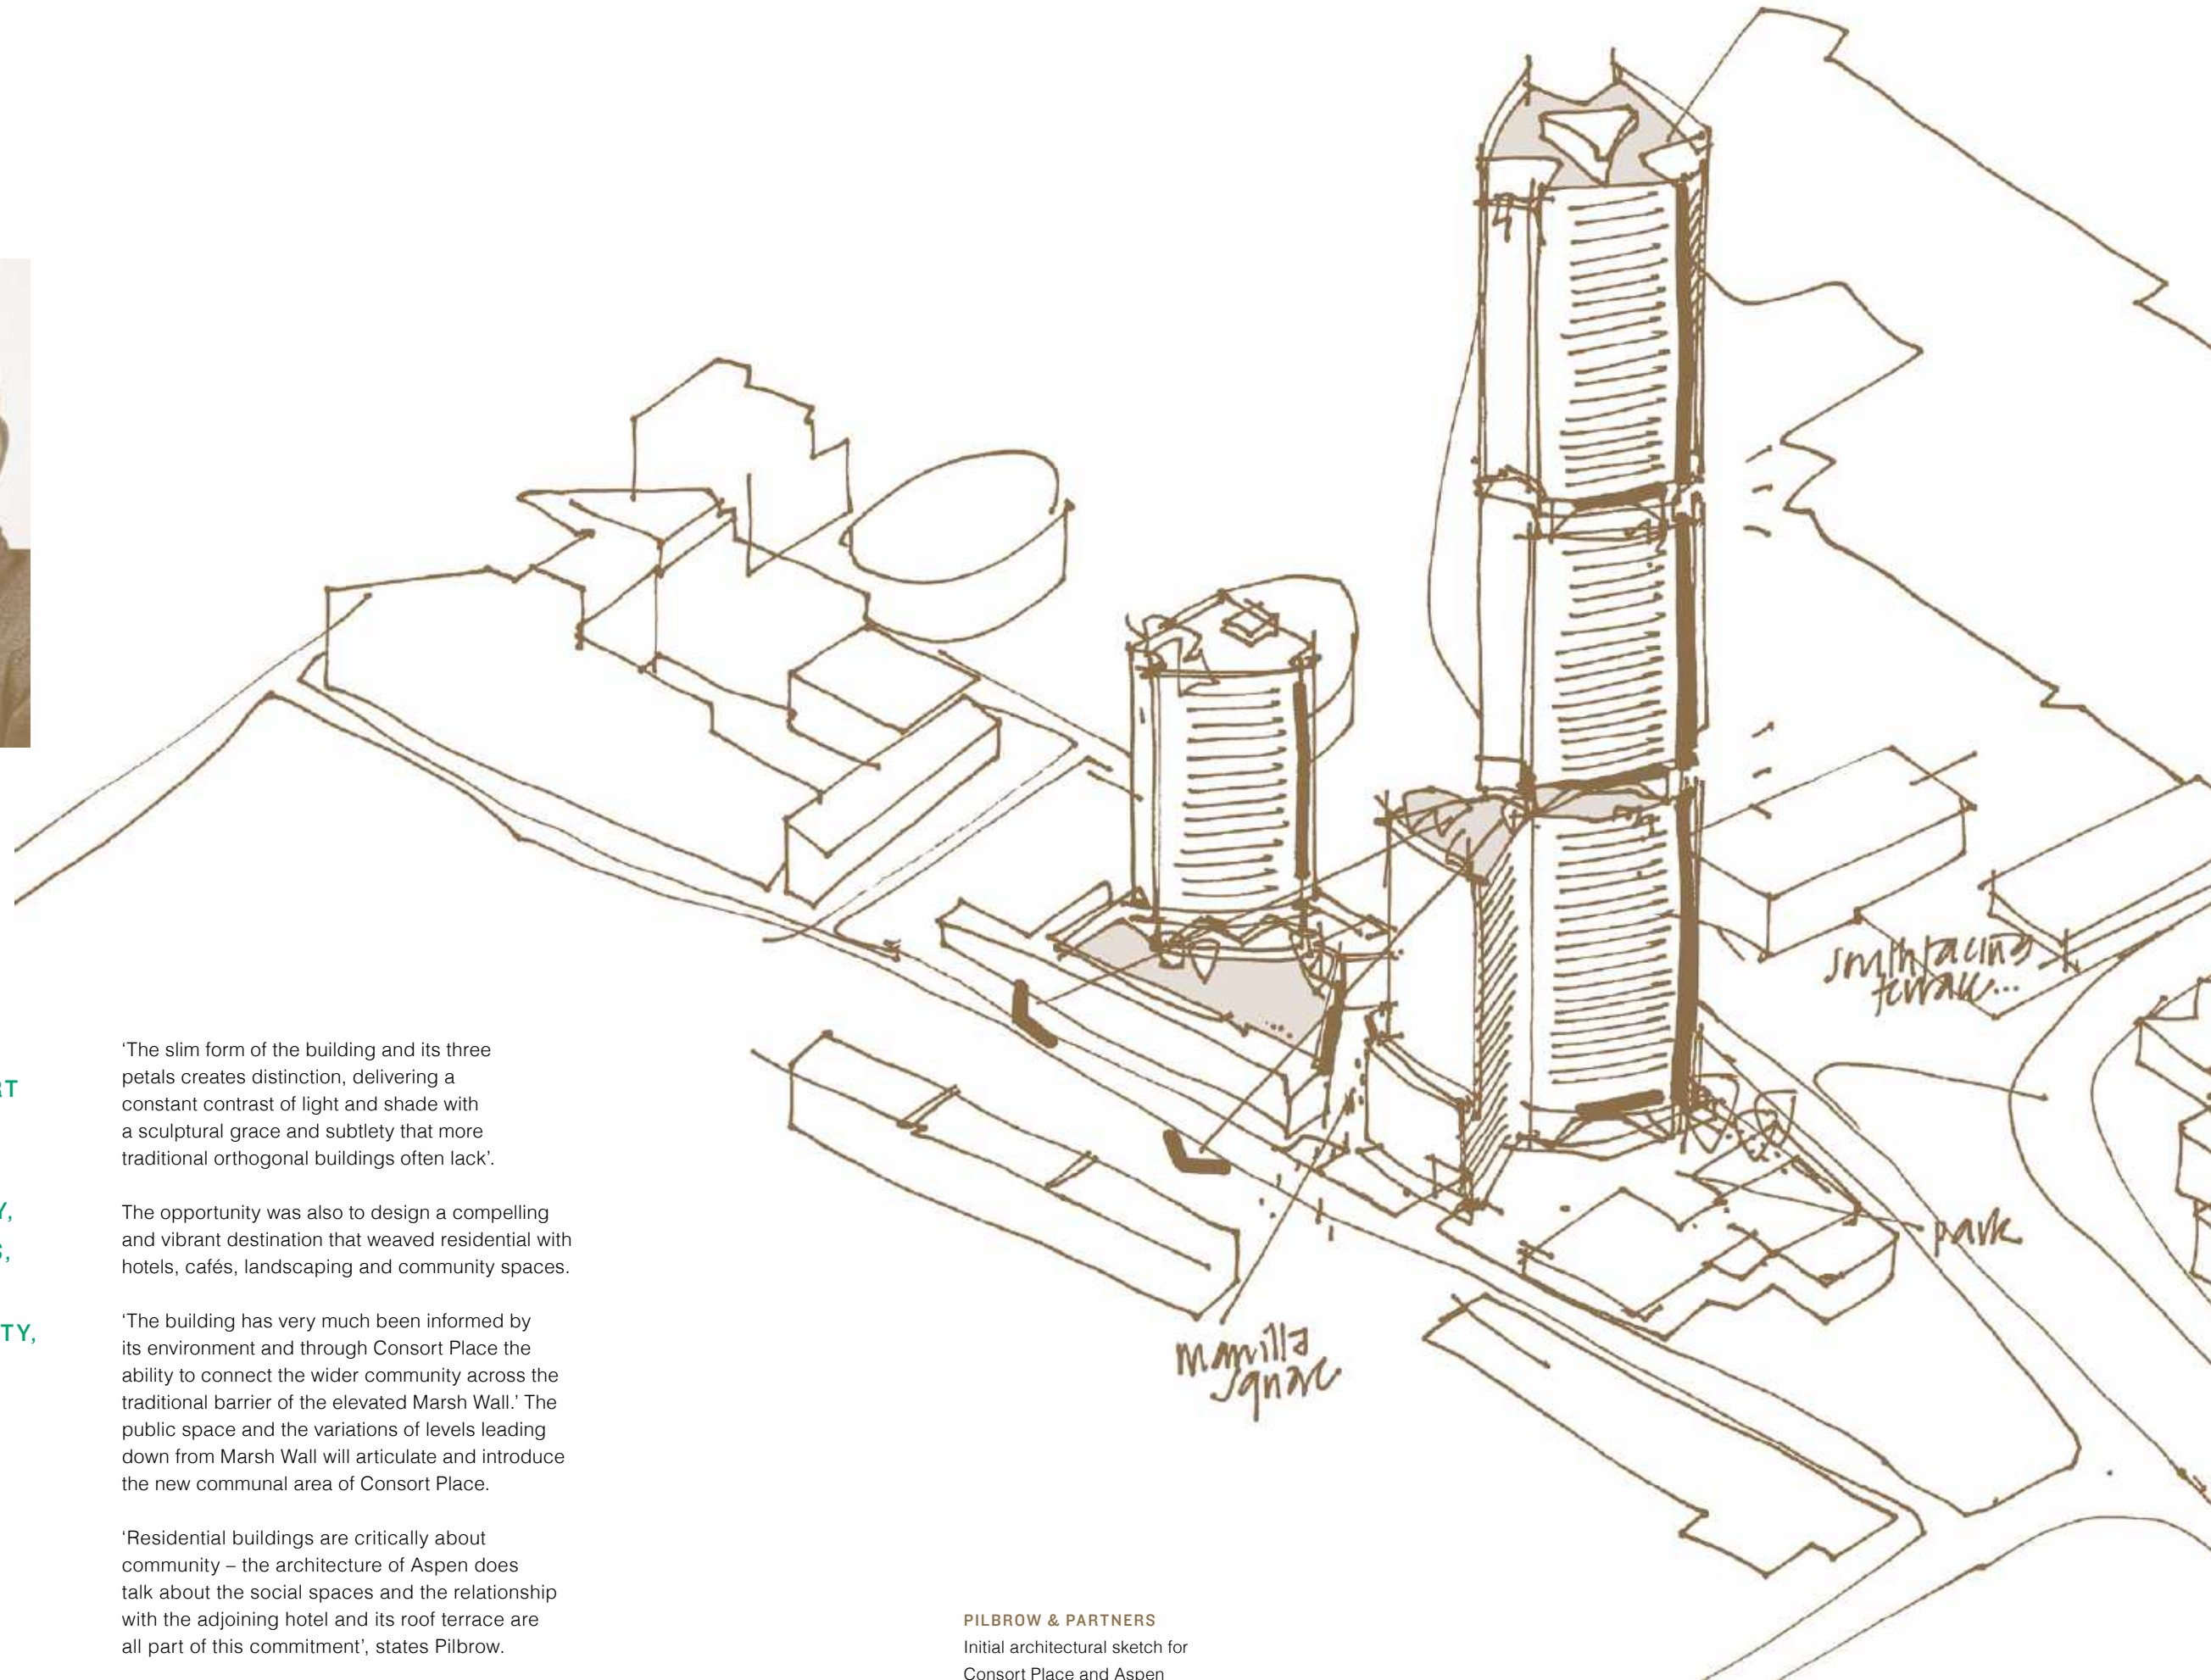 RT
Y,
S,
TY,
‘The slim form of the building and its three
petals creates distinction, delivering a
constant contrast of light and shade with
a sculptural grace and subtlety that more
traditional orthogonal buildings often lack’.
The opportunity was also to design a compelling
and vibrant destination that weaved residential with
hotels, cafés, landscaping and community spaces.
‘The building has very much been informed by
its environment and through Consort Place the
ability to connect the wider community across the
traditional barrier of the elevated Marsh Wall.’ The
public space and the variations of levels leading
down from Marsh Wall will articulate and introduce
the new communal area of Consort Place.
‘Residential buildings are critically about
community – the architecture of Aspen does
talk about the social spaces and the relationship
with the adjoining hotel and its roof terrace are
all part of this commitment’, states Pilbrow.
south facing
terrace...
park
manilla
square
PILBROW & PARTNERS
Initial architectural sketch for
Consort Place and Aspen